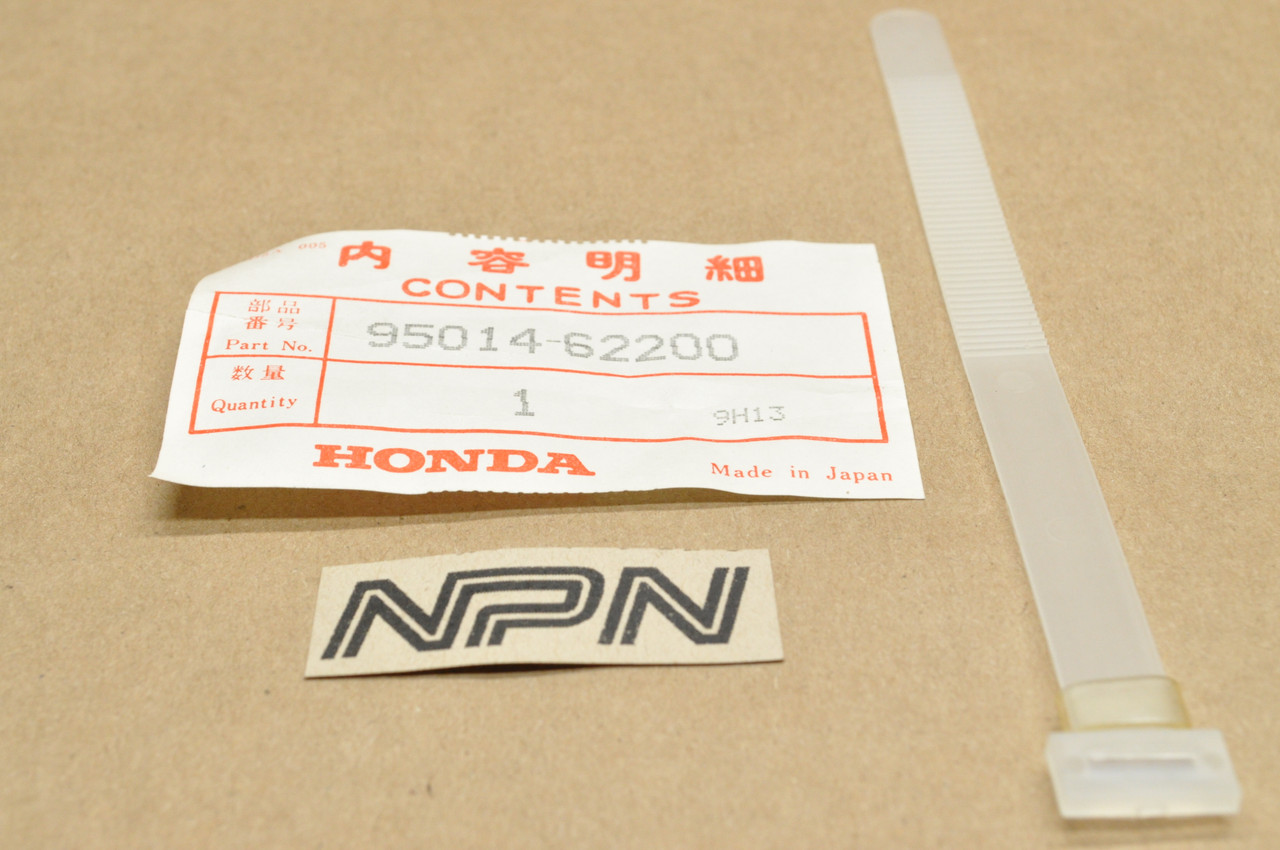 005
内容明細
CONTENTS
部品
番号
Part No.
95014-62200
数量
Quantity
1
9H13
HONDA
Made in Japan
NPN